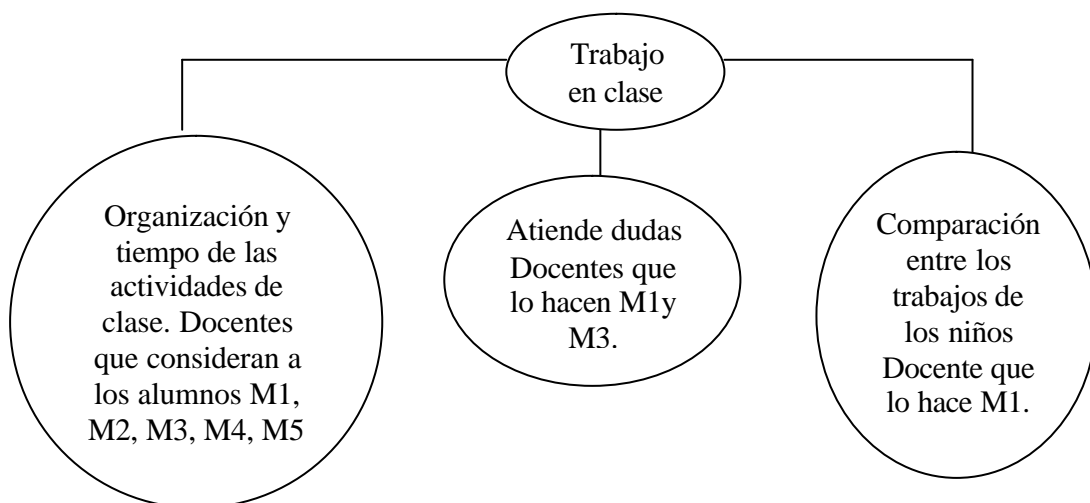 Trabajo
en clase
Organización y
tiempo de las
actividades de
clase. Docentes
que consideran a
los alumnos M1,
M2, M3, M4, M5
Atiende dudas
Docentes que
lo hacen M1y
M3.
Comparación
entre los
trabajos de
los niños
Docente que
lo hace M1.